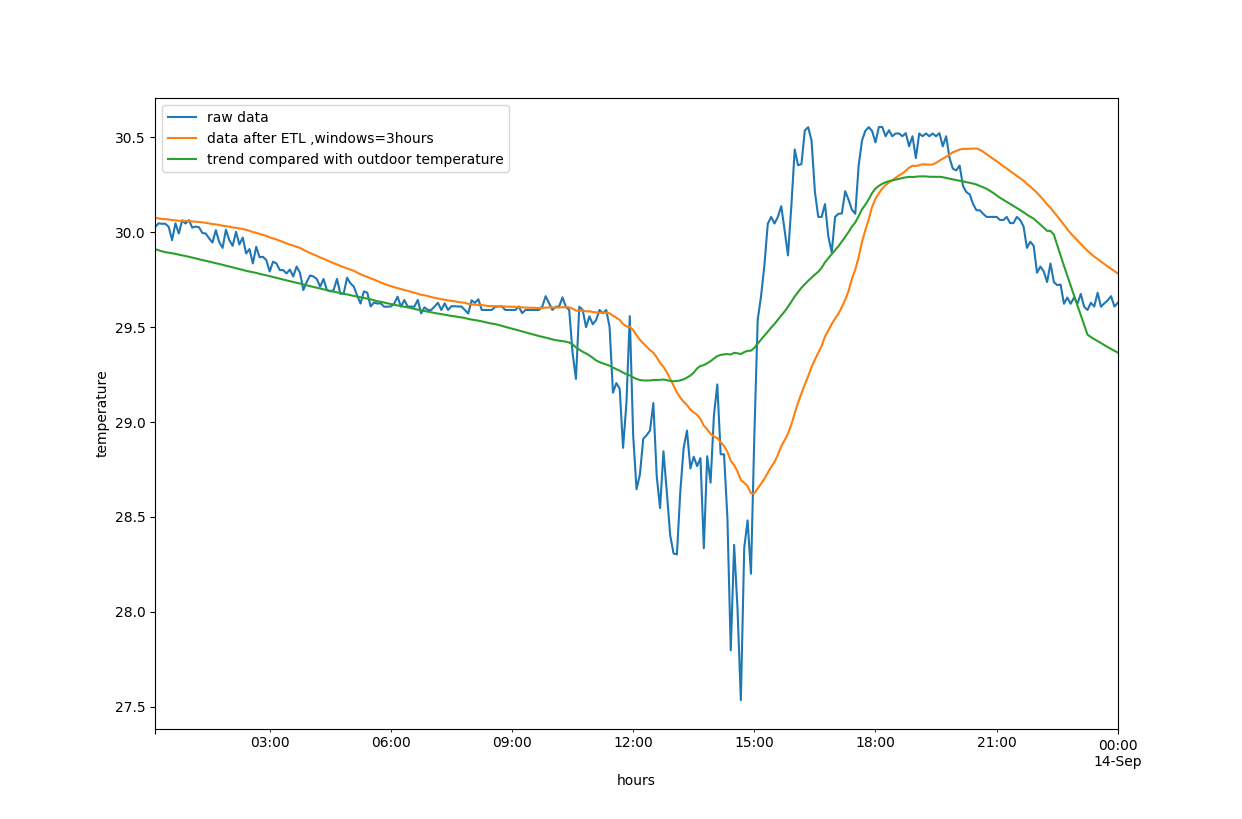 raw data
data after ETL ,windows=3hours
trend compared with outdoor temperature
30.5
30.0
29.5
29.0
28.5
28.0
27.5
temperature
03:00 06:00 09:00 12:00 15:00 18:00 21:00 00:00
14-Sep
hours